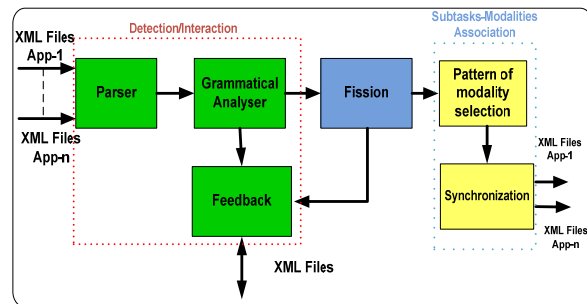 XML Files
App-1
Detection/Interaction
Subtasks-Modalities
Association
Parser
Grammatical
Analyser
Fission
Pattern of
modality
selection
XML Files
App-n
Feedback
Synchronization
XML Files
App-1
XML Files
App-n
XML Files